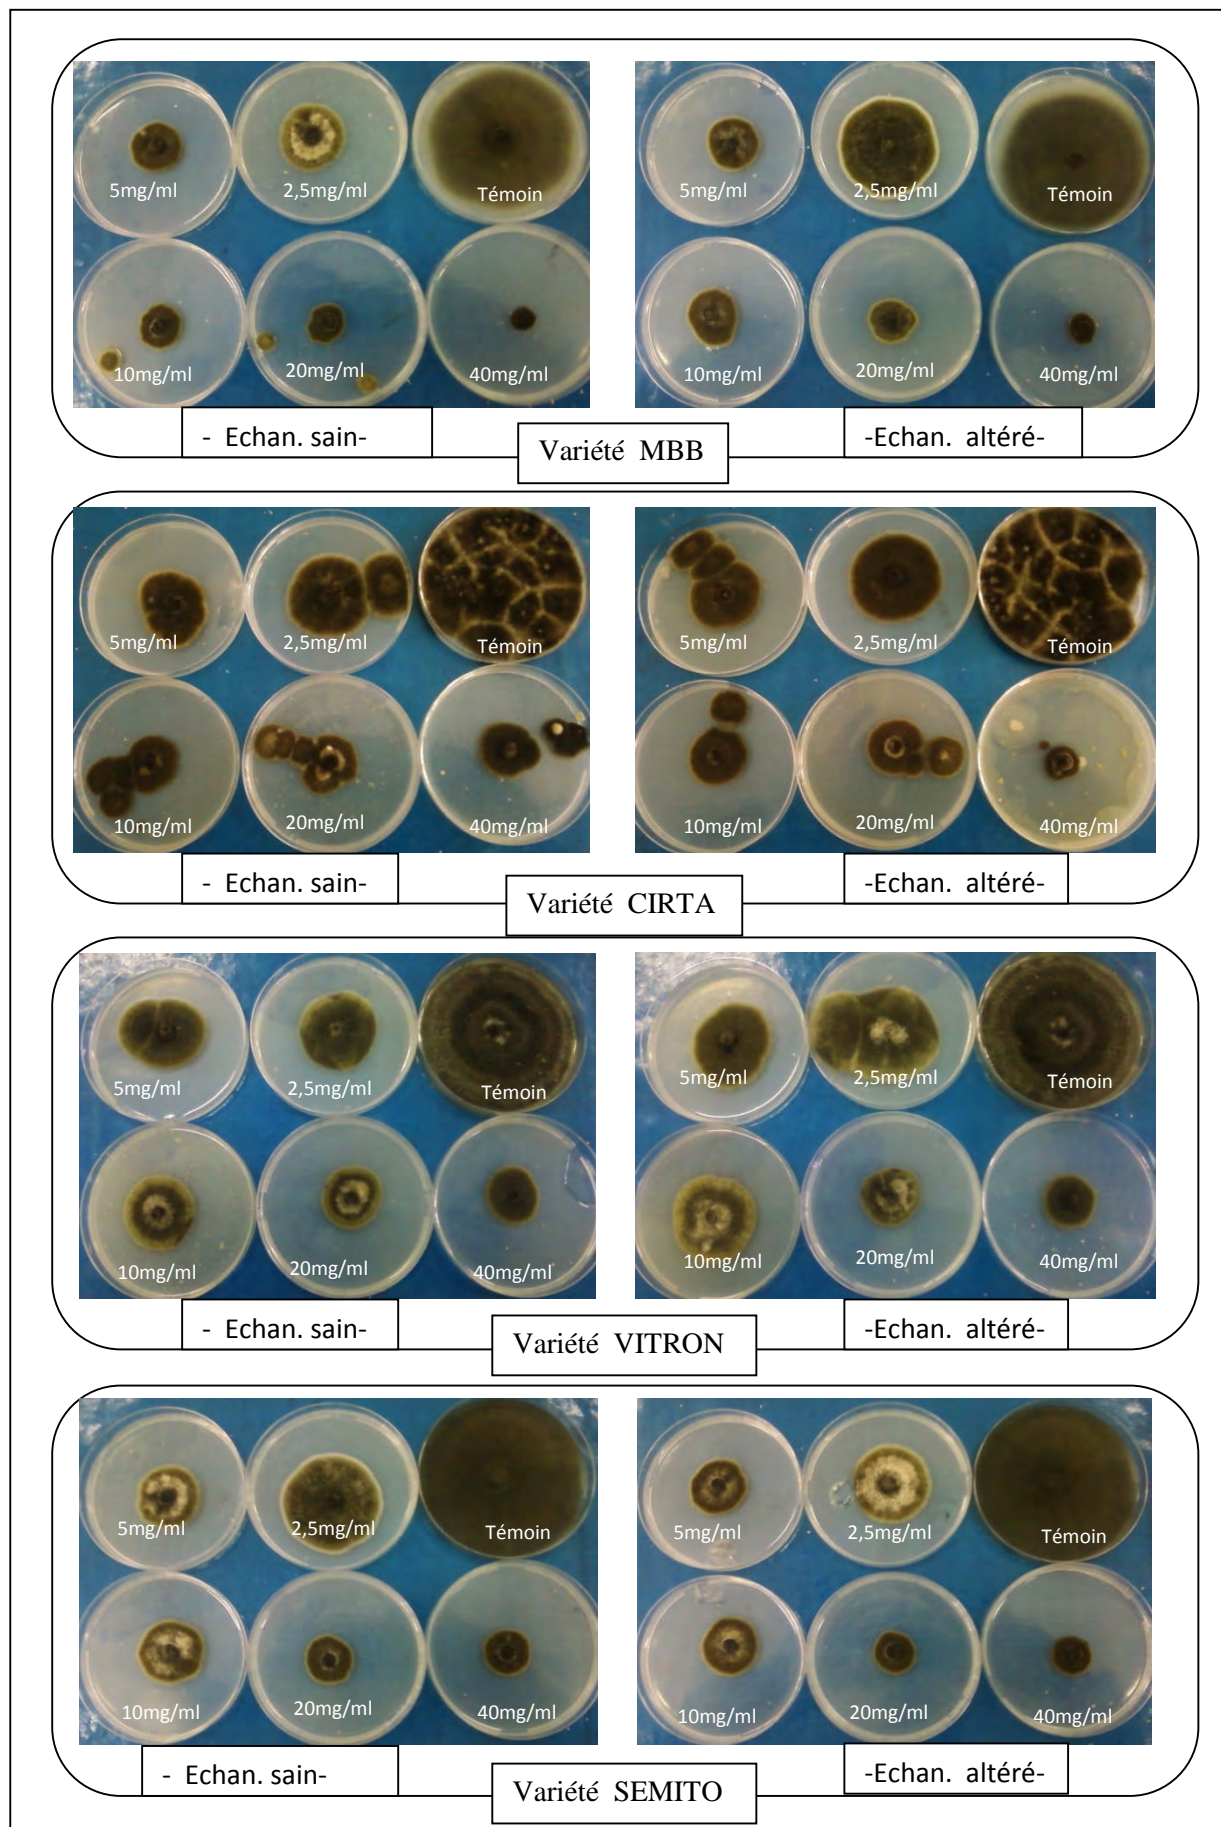 5mg/ml 2,5mg/ml Témoin
10mg/ml 20mg/ml 40mg/ml
5mg/ml 2,5mg/ml Témoin
10mg/ml 20mg/ml 40mg/ml
- Echan. sain-
-Echan. altéré-
Variété MBB
5mg/ml 2,5mg/ml Témoin
10mg/ml 20mg/ml 40mg/ml
5mg/ml 2,5mg/ml Témoin
10mg/ml 20mg/ml 40mg/ml
- Echan. sain-
-Echan. altéré-
Variété CIRTA
5mg/ml 2,5mg/ml Témoin
10mg/ml 20mg/ml 40mg/ml
5mg/ml 2,5mg/ml Témoin
10mg/ml 20mg/ml 40mg/ml
- Echan. sain-
-Echan. altéré-
Variété VITRON
5mg/ml 2,5mg/ml Témoin
10mg/ml 20mg/ml 40mg/ml
5mg/ml 2,5mg/ml Témoin
10mg/ml 20mg/ml 40mg/ml
- Echan. sain-
-Echan. altéré-
Variété SEMITO